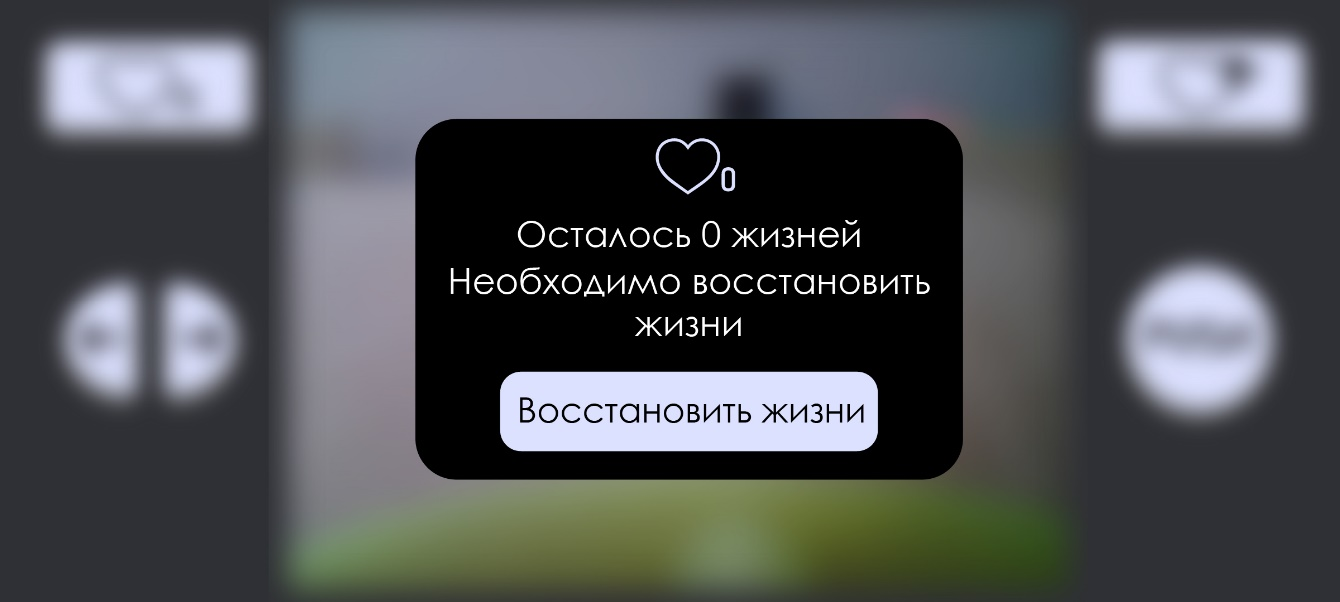 0
Осталось 0 жизней
Необходимо восстановить
жизни
Восстановить жизни